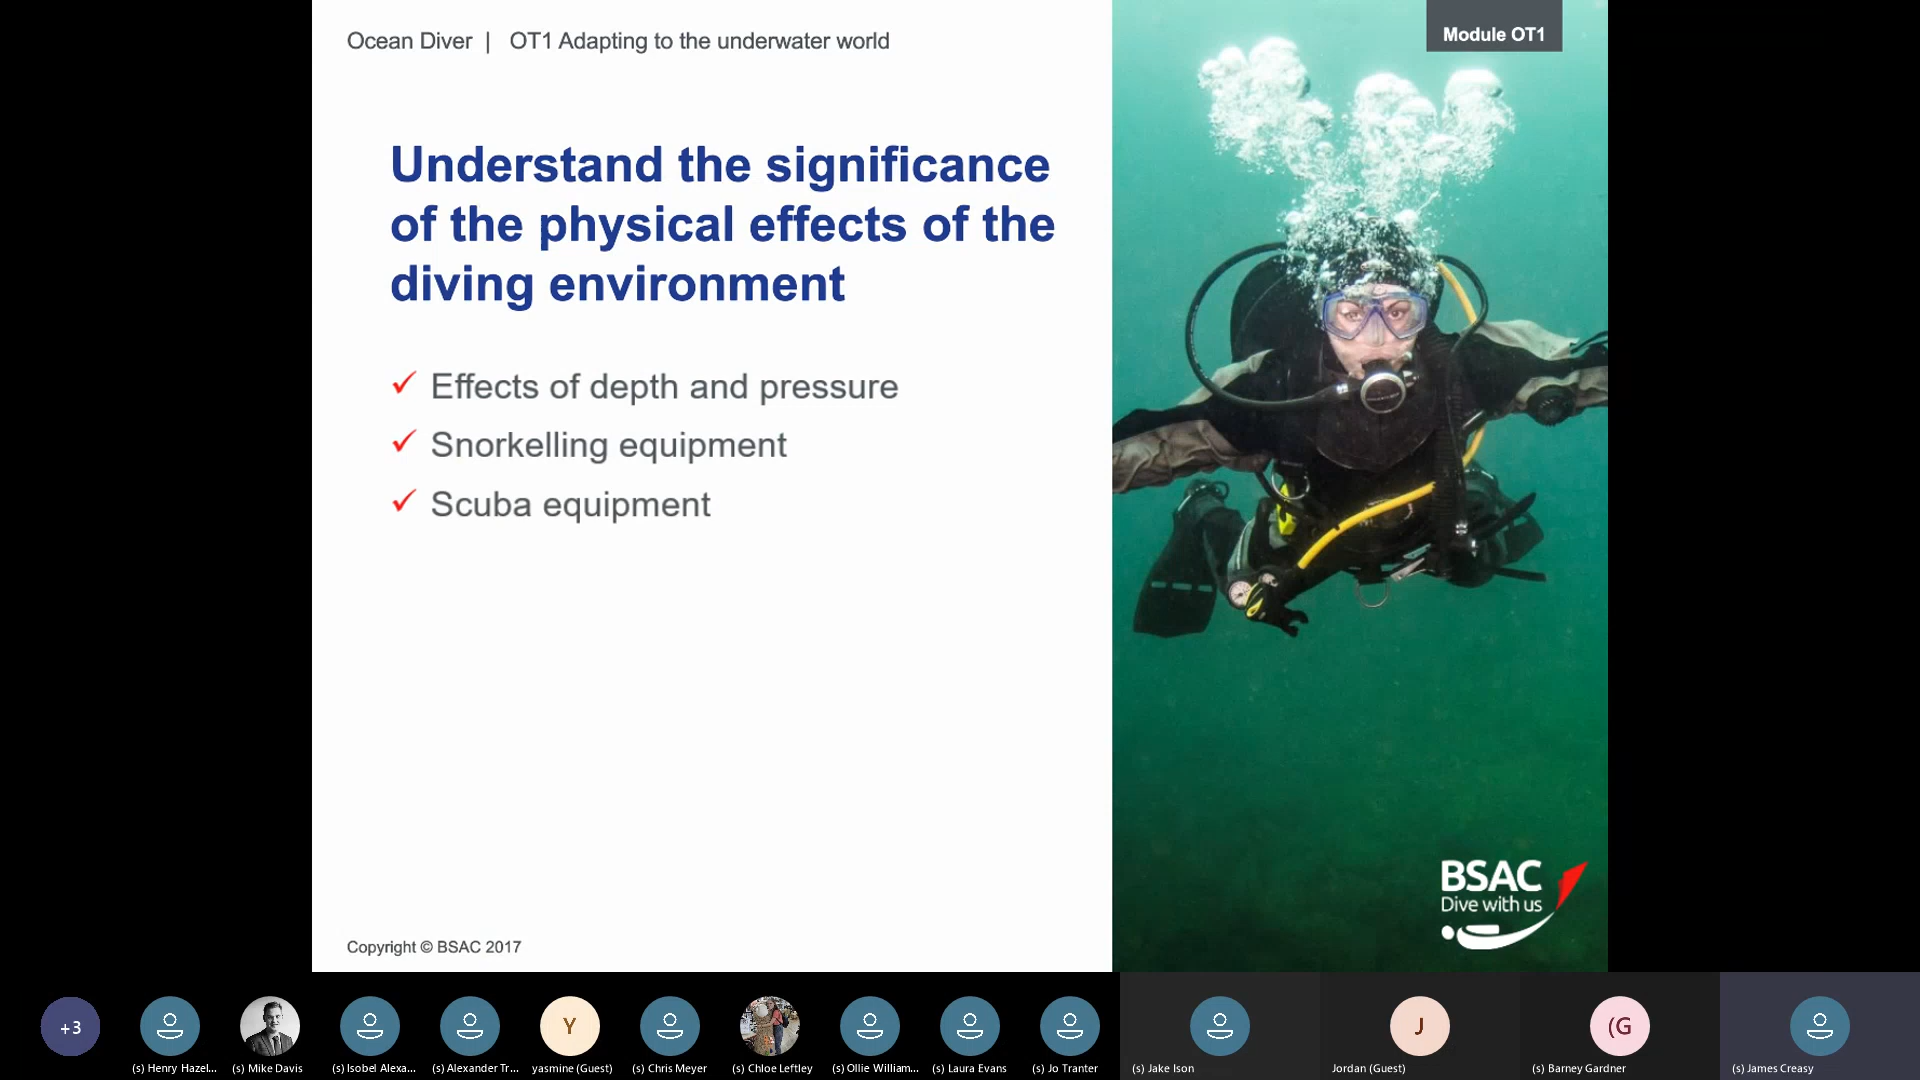 Ocean Diver | OT1 Adapting to the underwater world
Module OT1
Understand the significance
of the physical effects of the
diving environment
✓ Effects of depth and pressure
✓ Snorkelling equipment
✓ Scuba equipment
BSAC
Dive with us
Copyright © BSAC 2017
+3
Y
J
(G
(s) Henry Hazel...
(s) Mike Davis
(s) Isobel Alexa...
(s) Alexander Tr...
yasmine (Guest)
(s) Chris Meyer
(s) Chloe Leftley
(s) Ollie William...
(s) Laura Evans
(s) Jo Tranter
(s) Jake Ison
Jordan (Guest)
(s) Barney Gardner
(s) James Creasy